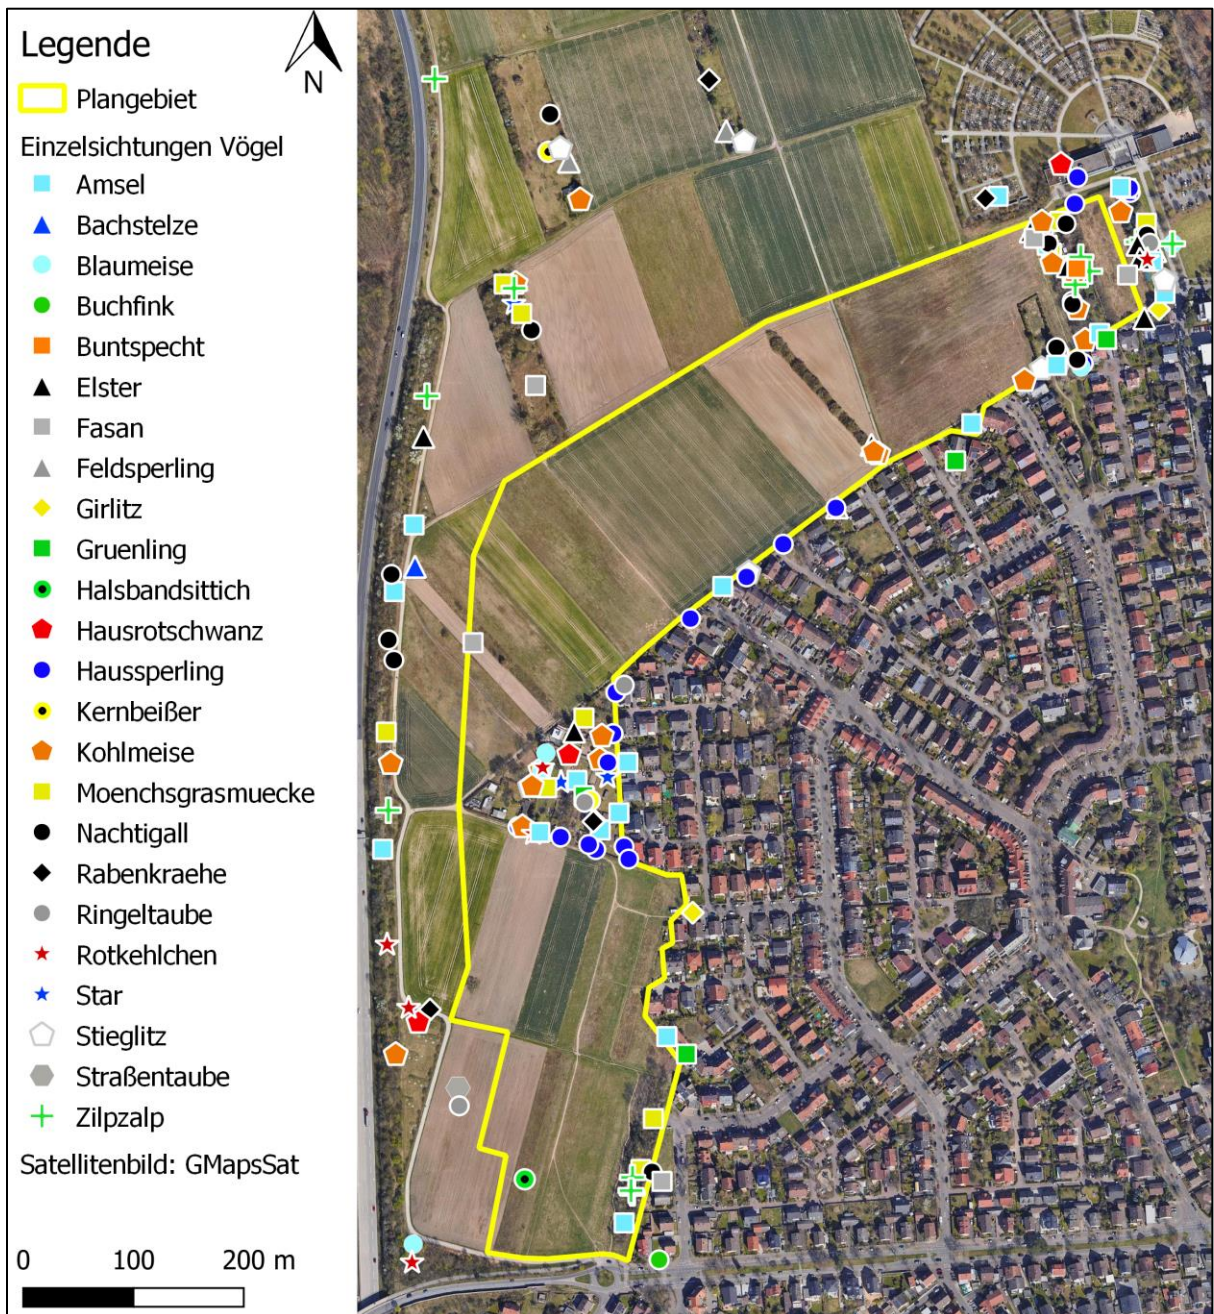 Legende
N
Plangebiet
Einzelsichtungen Vögel
Amsel
Bachstelze
Blaumeise
Buchfink
Buntspecht
Elster
Fasan
Feldsperling
Girlitz
Gruenling
Halsbandsittich
Hausrotschwanz
Haussperling
Kernbeißer
Kohlmeise
Moenchsgrasmuecke
Nachtigall
Rabenkraehe
Ringeltaube
Rotkehlchen
Star
Stieglitz
Straßentaube
Zilpzalp
Satellitenbild: GMapsSat
0 100 200 m